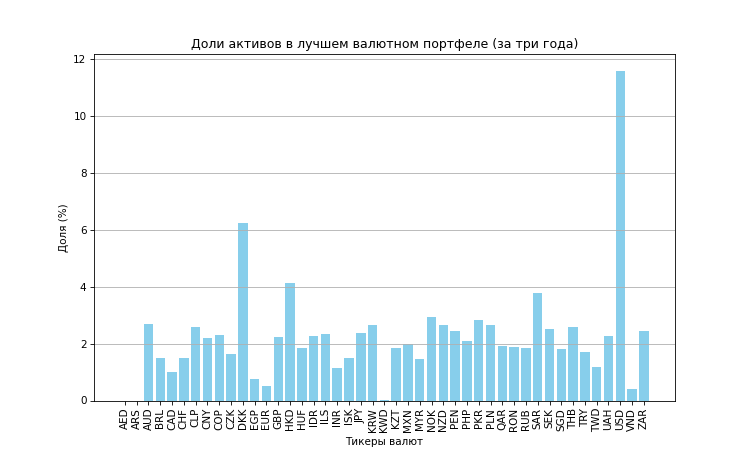 Доли активов в лучшем валютном портфеле (за три года)
12
10
8
6
4
2
0
Доля (%)
AED ARS AUD BRL CAD CHF CLP CNY COP CZK DKK EGP EUR GBP HKD HUF IDR ILS INR ISK JPY KRW KWD KZT MXN MYR NOK NZD PEN PHP PKR PLN QAR RON RUB SAR SEK SGD THB TRY TWD UAH USD VND ZAR
Тикеры валют